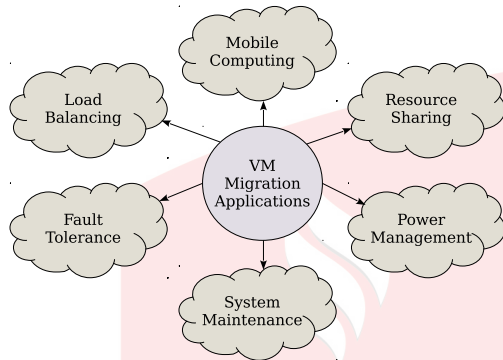 Mobile
Computing
Load
Balancing
Resource
Sharing
VM
Migration
Applications
Fault
Tolerance
Power
Management
System
Maintenance